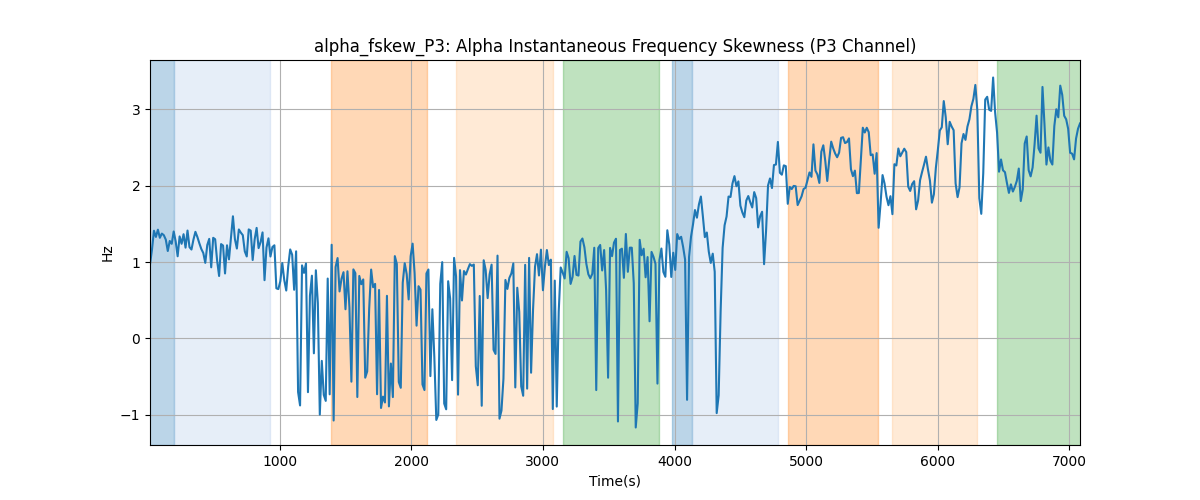 alpha_fskew_P3: Alpha Instantaneous Frequency Skewness (P3 Channel)
Hz
3
2
1
0
−1
1000 2000 3000 4000 5000 6000 7000
Time(s)